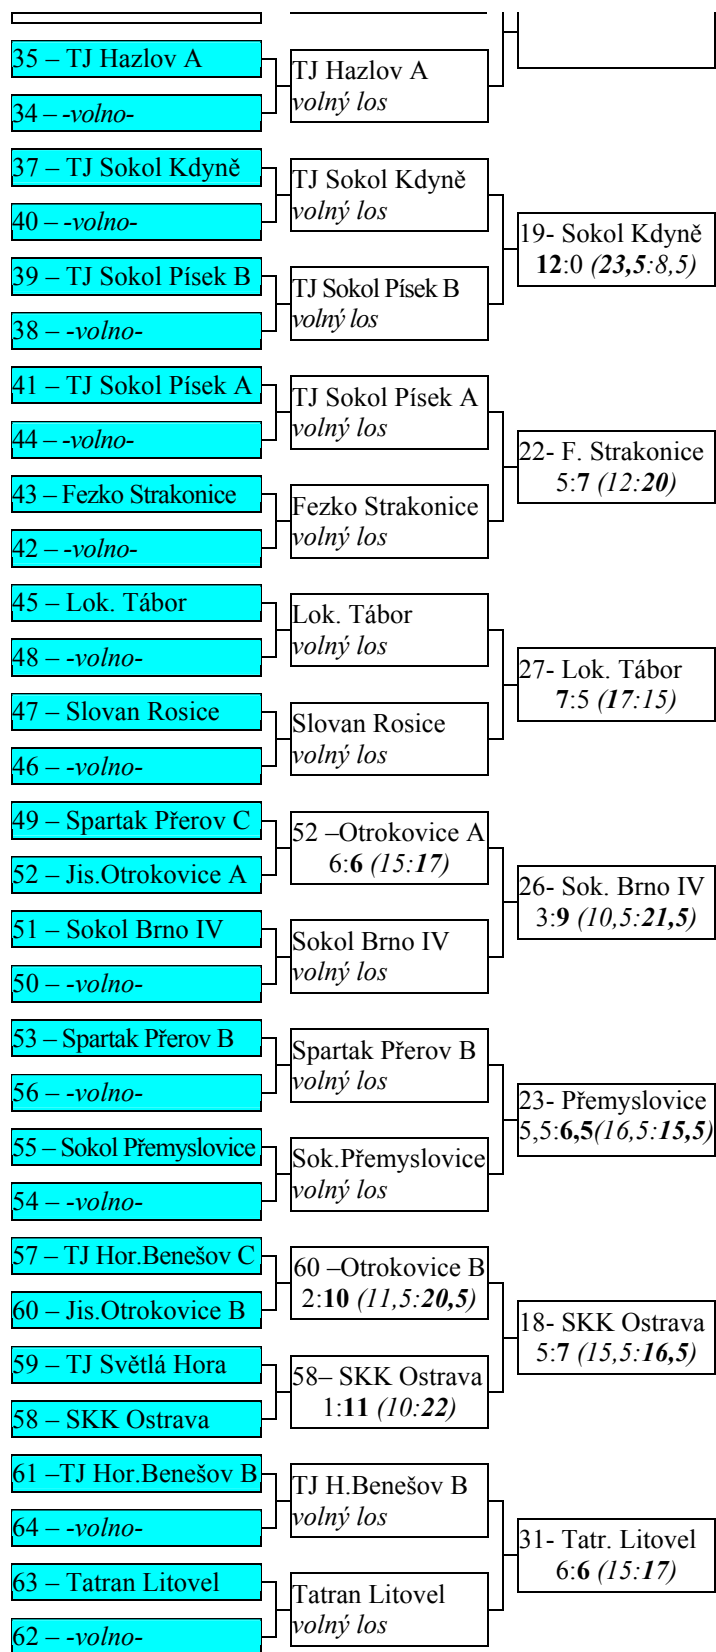 35 – TJ Hazlov A
34 – -volno-
37 – TJ Sokol Kdyně
40 – -volno-
39 – TJ Sokol Písek B
38 – -volno-
41 – TJ Sokol Písek A
44 – -volno-
43 – Fezko Strakonice
42 – -volno-
45 – Lok. Tábor
48 – -volno-
47 – Slovan Rosice
46 – -volno-
49 – Spartak Přerov C
52 – Jis.Otrokovice A
51 – Sokol Brno IV
50 – -volno-
53 – Spartak Přerov B
56 – -volno-
55 – Sokol Přemyslovice
54 – -volno-
57 – TJ Hor.Benešov C
60 – Jis.Otrokovice B
59 – TJ Světlá Hora
58 – SKK Ostrava
61 –TJ Hor.Benešov B
64 – -volno-
63 – Tatran Litovel
62 – -volno-
TJ Hazlov A
volný los
TJ Sokol Kdyně
volný los
TJ Sokol Písek B
volný los
TJ Sokol Písek A
volný los
Fezko Strakonice
volný los
Lok. Tábor
volný los
Slovan Rosice
volný los
52 –Otrokovice A
6:6 (15:17)
Sokol Brno IV
volný los
Spartak Přerov B
volný los
Sok.Přemyslovice
volný los
60 –Otrokovice B
2:10 (11,5:20,5)
58– SKK Ostrava
1:11 (10:22)
TJ H.Benešov B
volný los
Tatran Litovel
volný los
19- Sokol Kdyně
12:0 (23,5:8,5)
22- F. Strakonice
5:7 (12:20)
27- Lok. Tábor
7:5 (17:15)
26- Sok. Brno IV
3:9 (10,5:21,5)
23- Přemyslovice
5,5:6,5(16,5:15,5)
18- SKK Ostrava
5:7 (15,5:16,5)
31- Tatr. Litovel
6:6 (15:17)